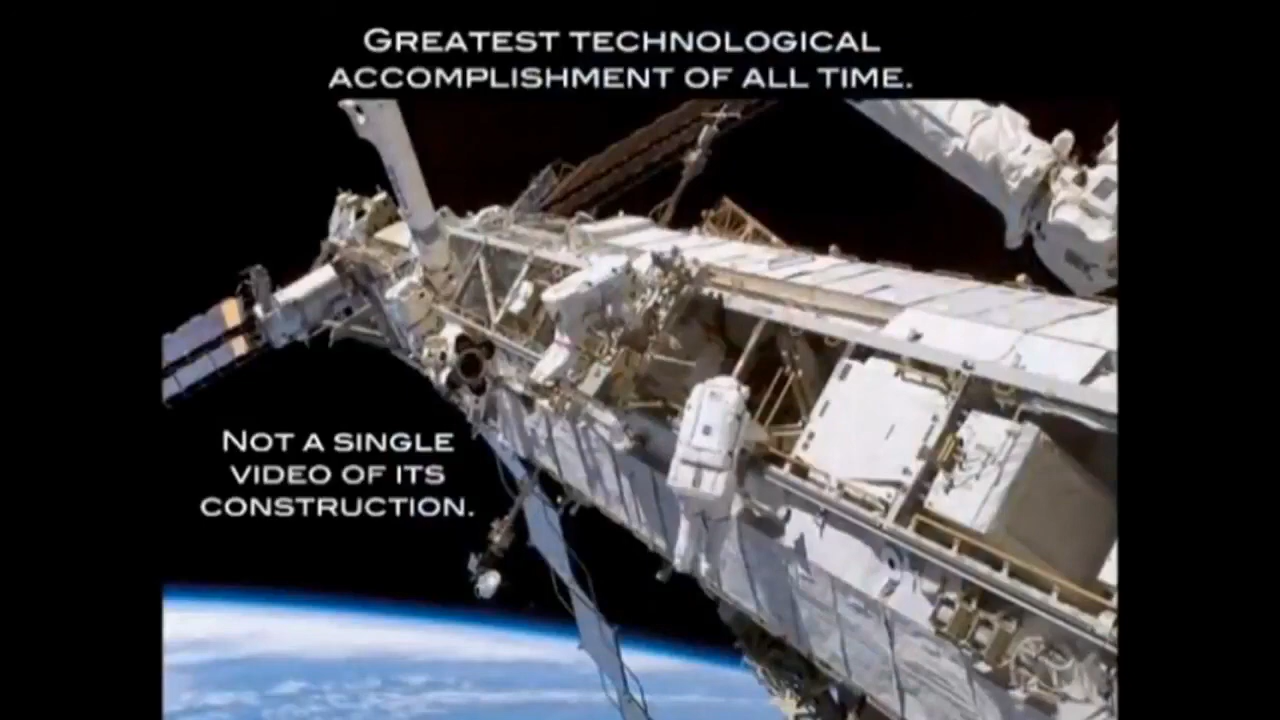 GREATEST TECHNOLOGICAL
ACCOMPLISHMENT OF ALL TIME.
NOT A SINGLE
VIDEO OF ITS
CONSTRUCTION.